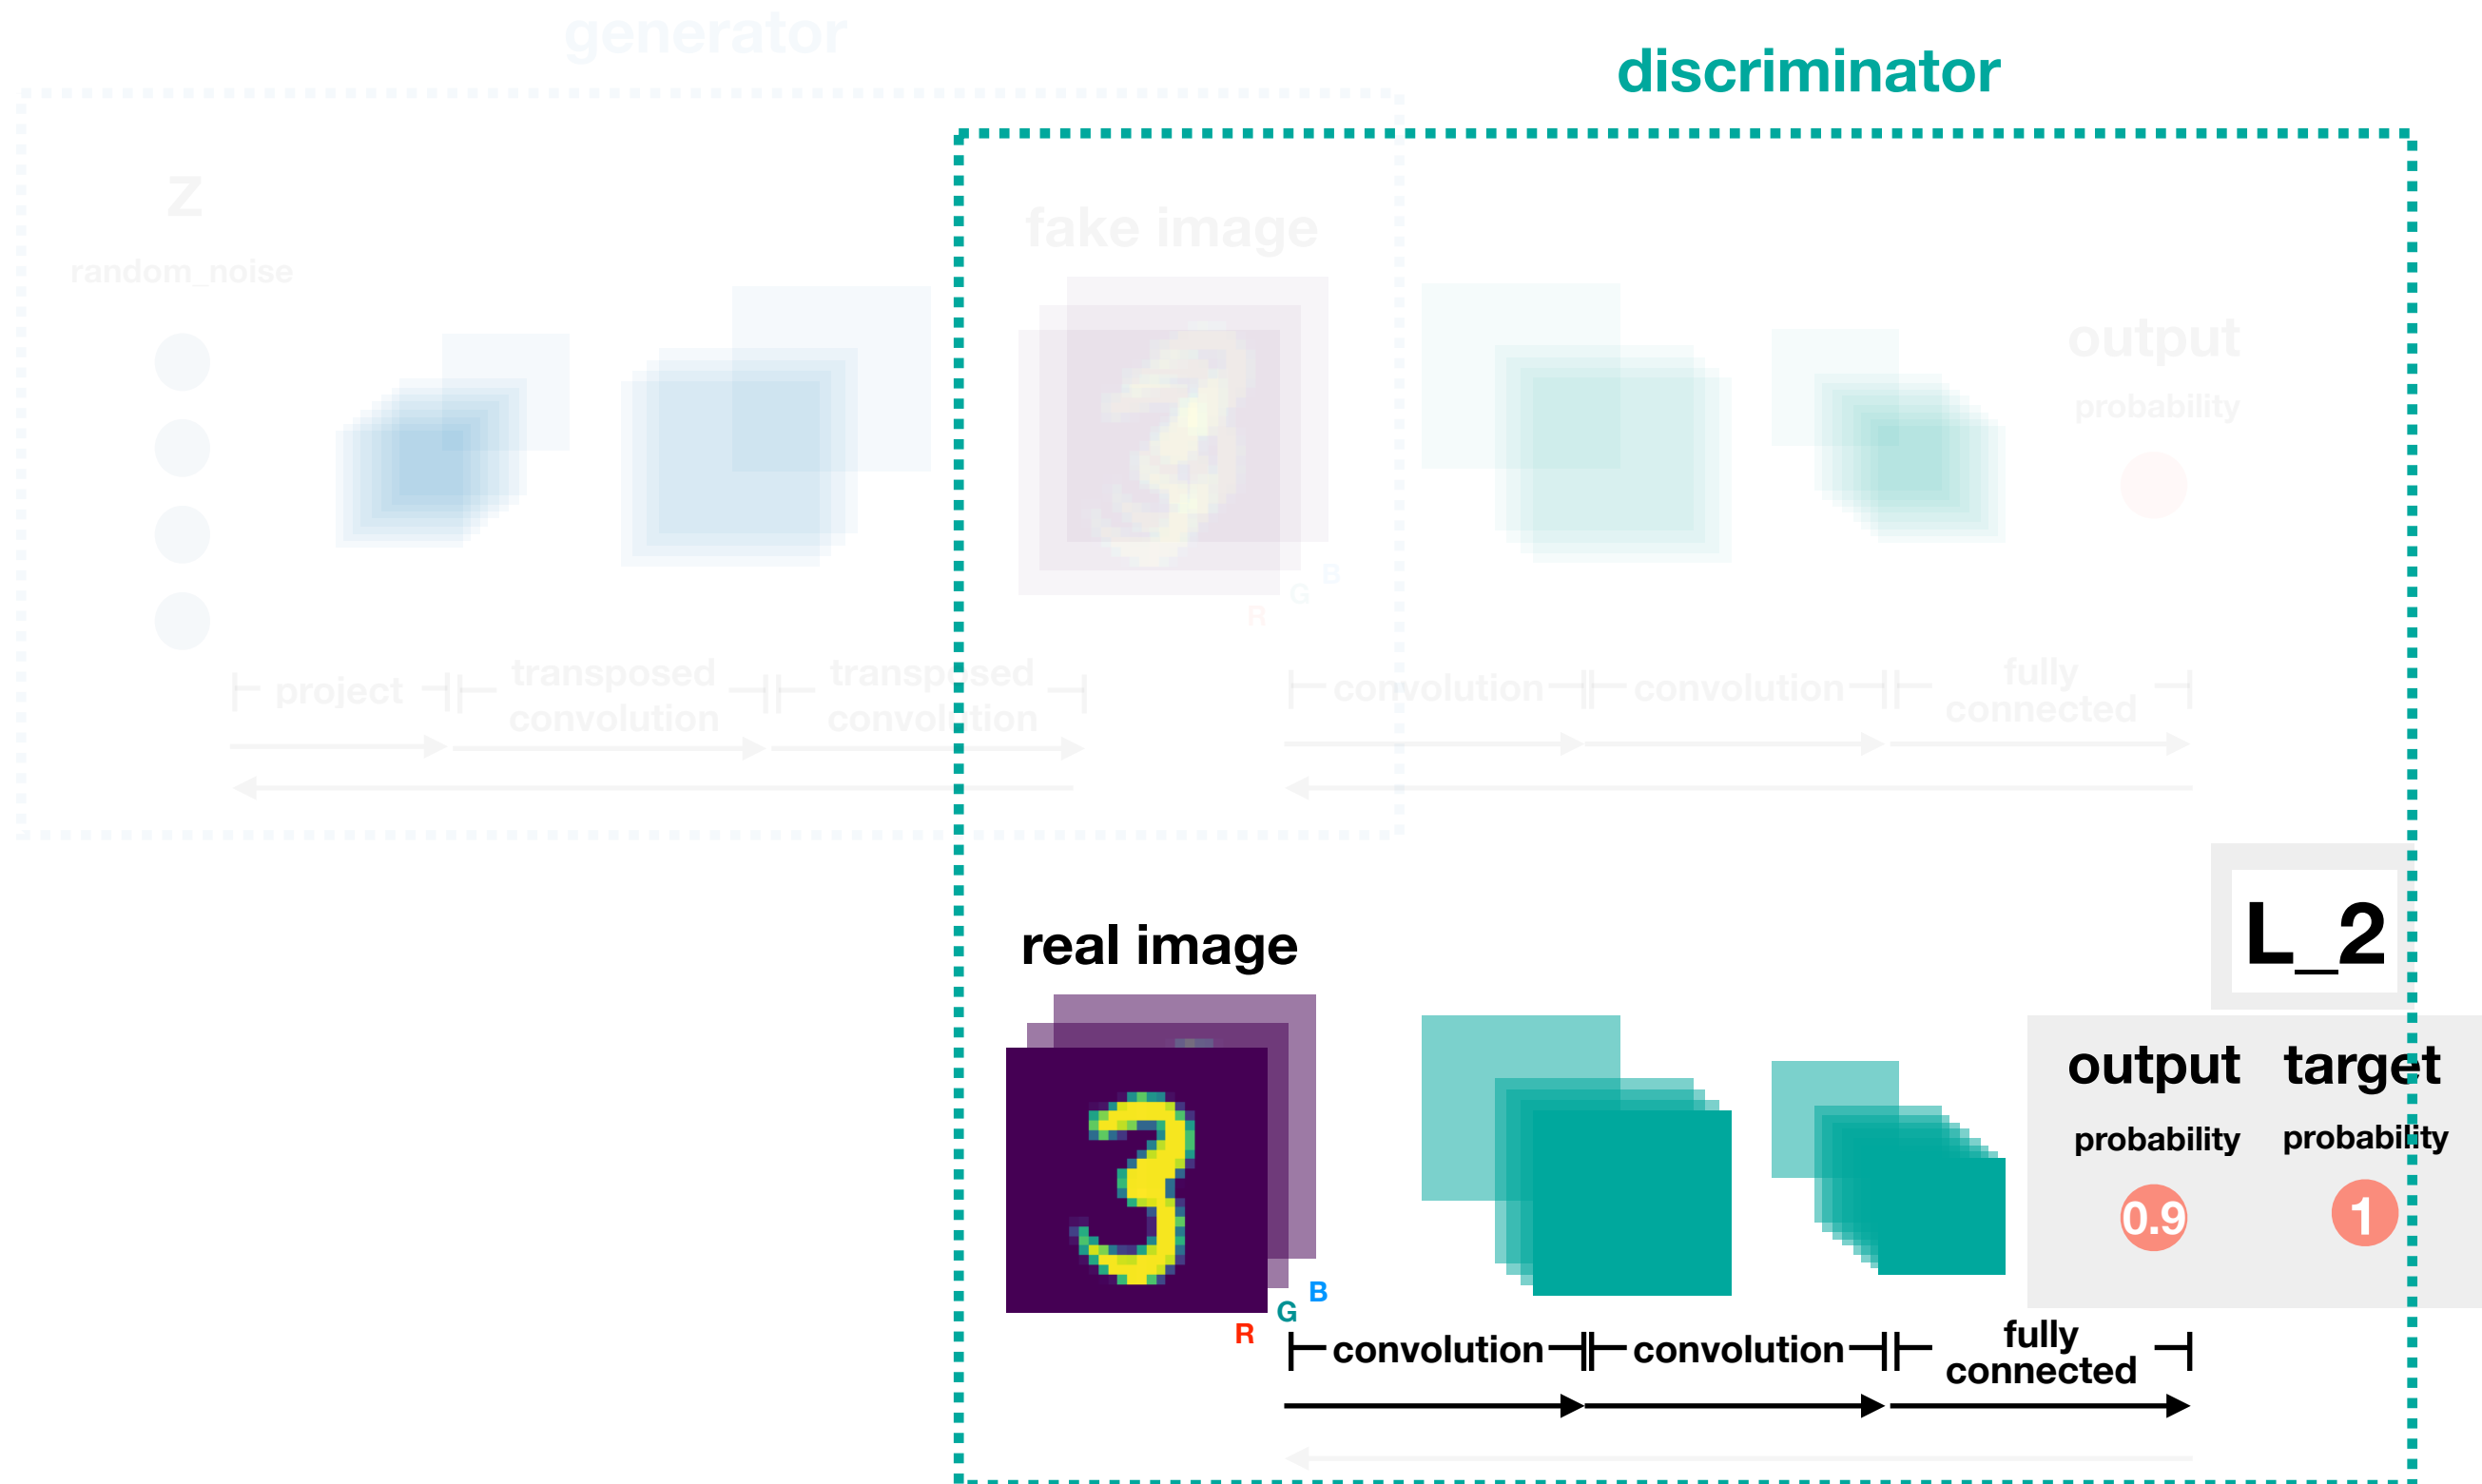 generator
discriminator
Z
random_noise
fake image
output
probability
R
G
B
project
transposed
convolution
transposed
convolution
convolution
convolution
fully
connected
L_2
real image
output
target
probability
probability
0.9
1
R
G
B
convolution
convolution
fully
connected